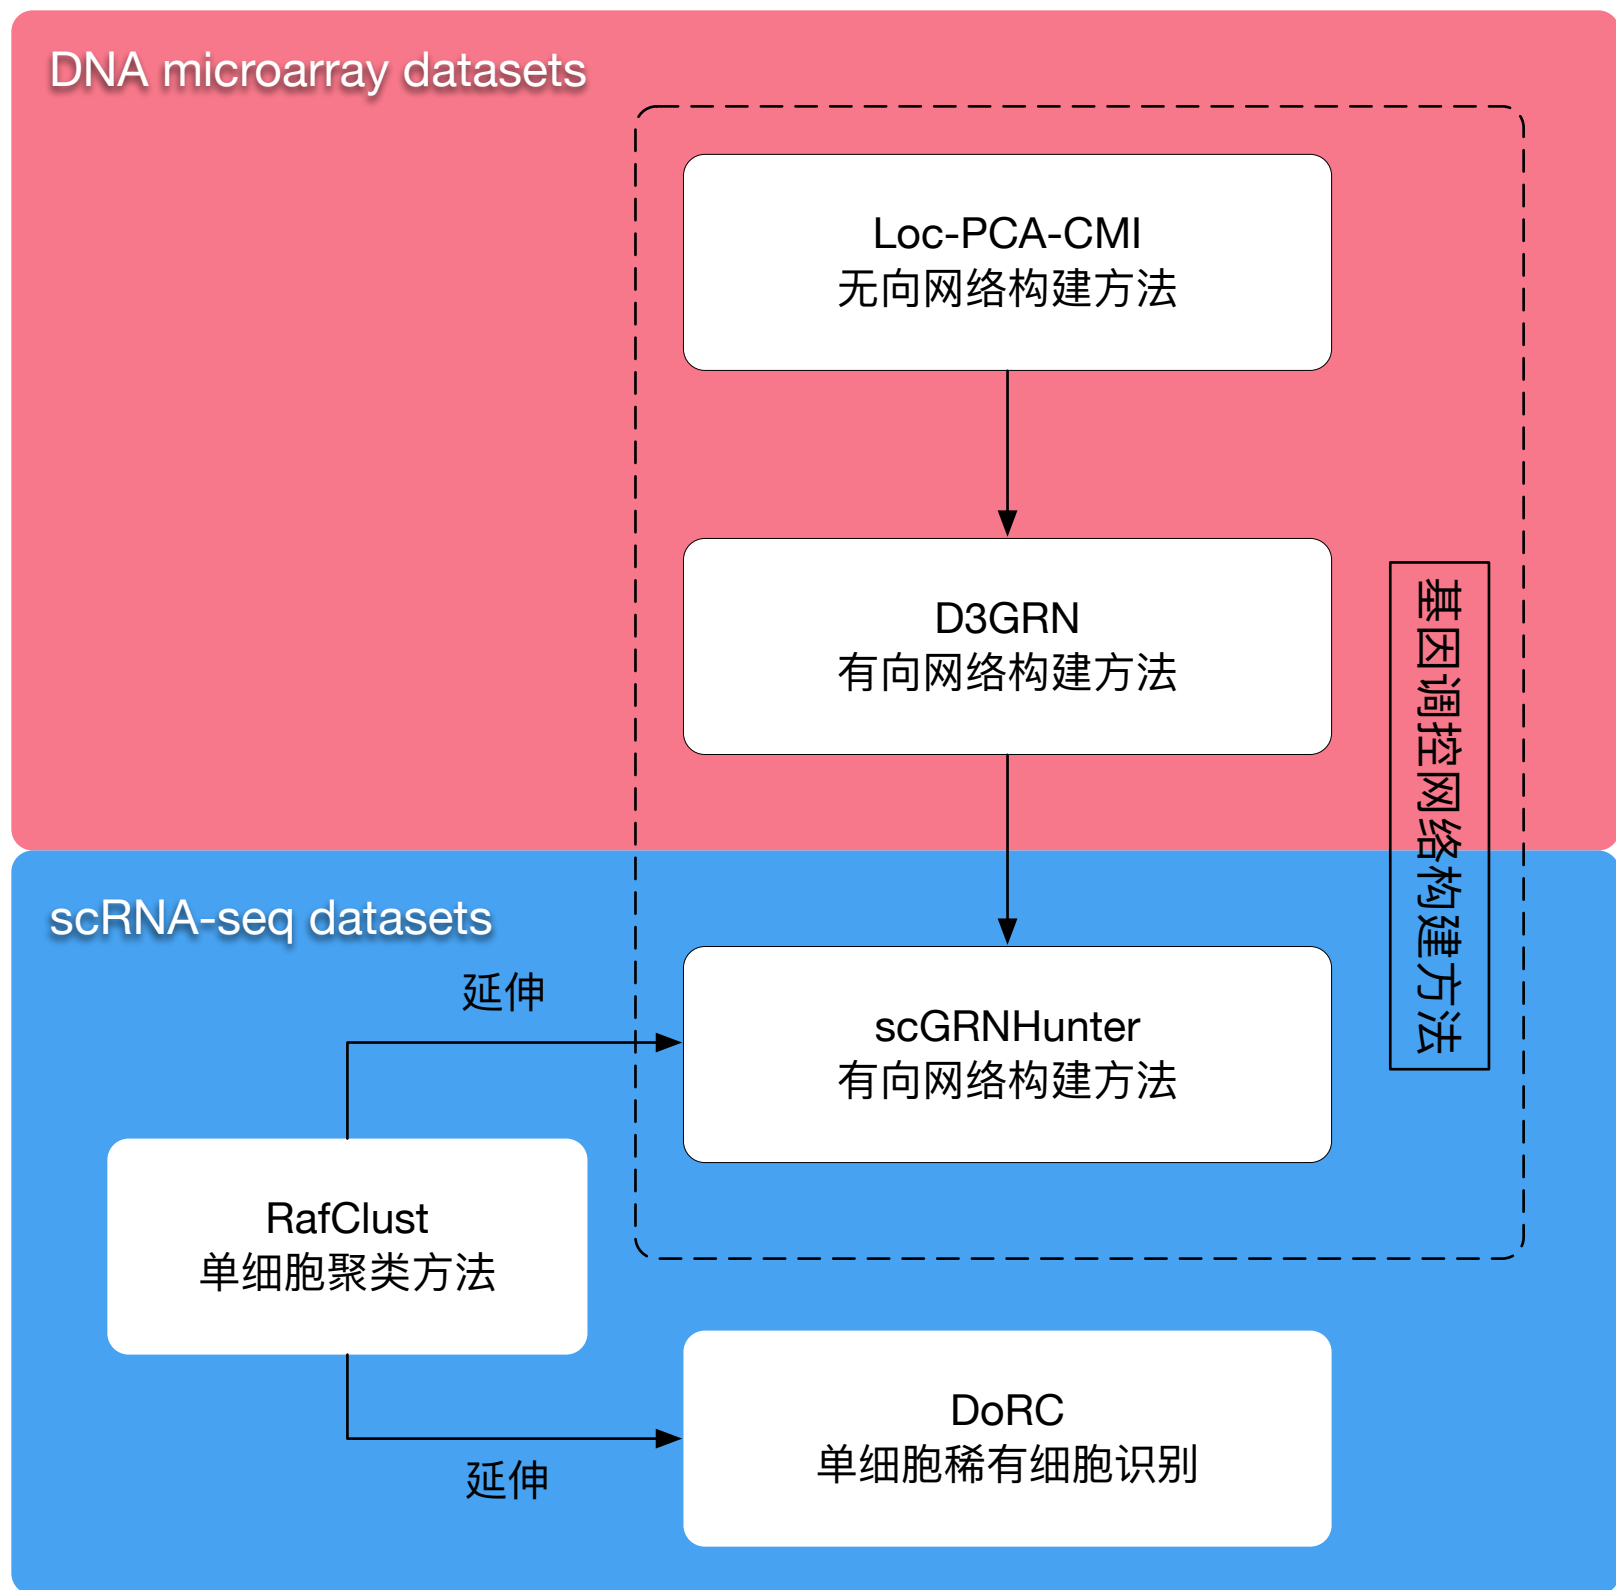 DNA microarray datasets
Loc-PCA-CMI
无向网络构建方法
D3GRN
有向网络构建方法
基因调控网络构建方法
scRNA-seq datasets
延伸
scGRNHunter
有向网络构建方法
RafClust
单细胞聚类方法
DoRC
单细胞稀有细胞识别
延伸